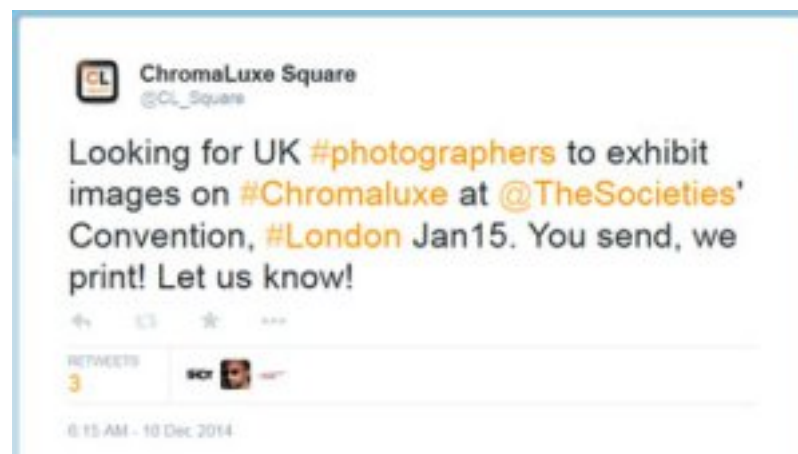 CL
ChromaLuxe Square
@CL_Square
Looking for UK #photographers to exhibit
images on #Chromaluxe at @TheSocieties'
Convention, #London Jan15. You send, we
print! Let us know!
RETWEETS
3
6:15 AM - 10 Dec 2014